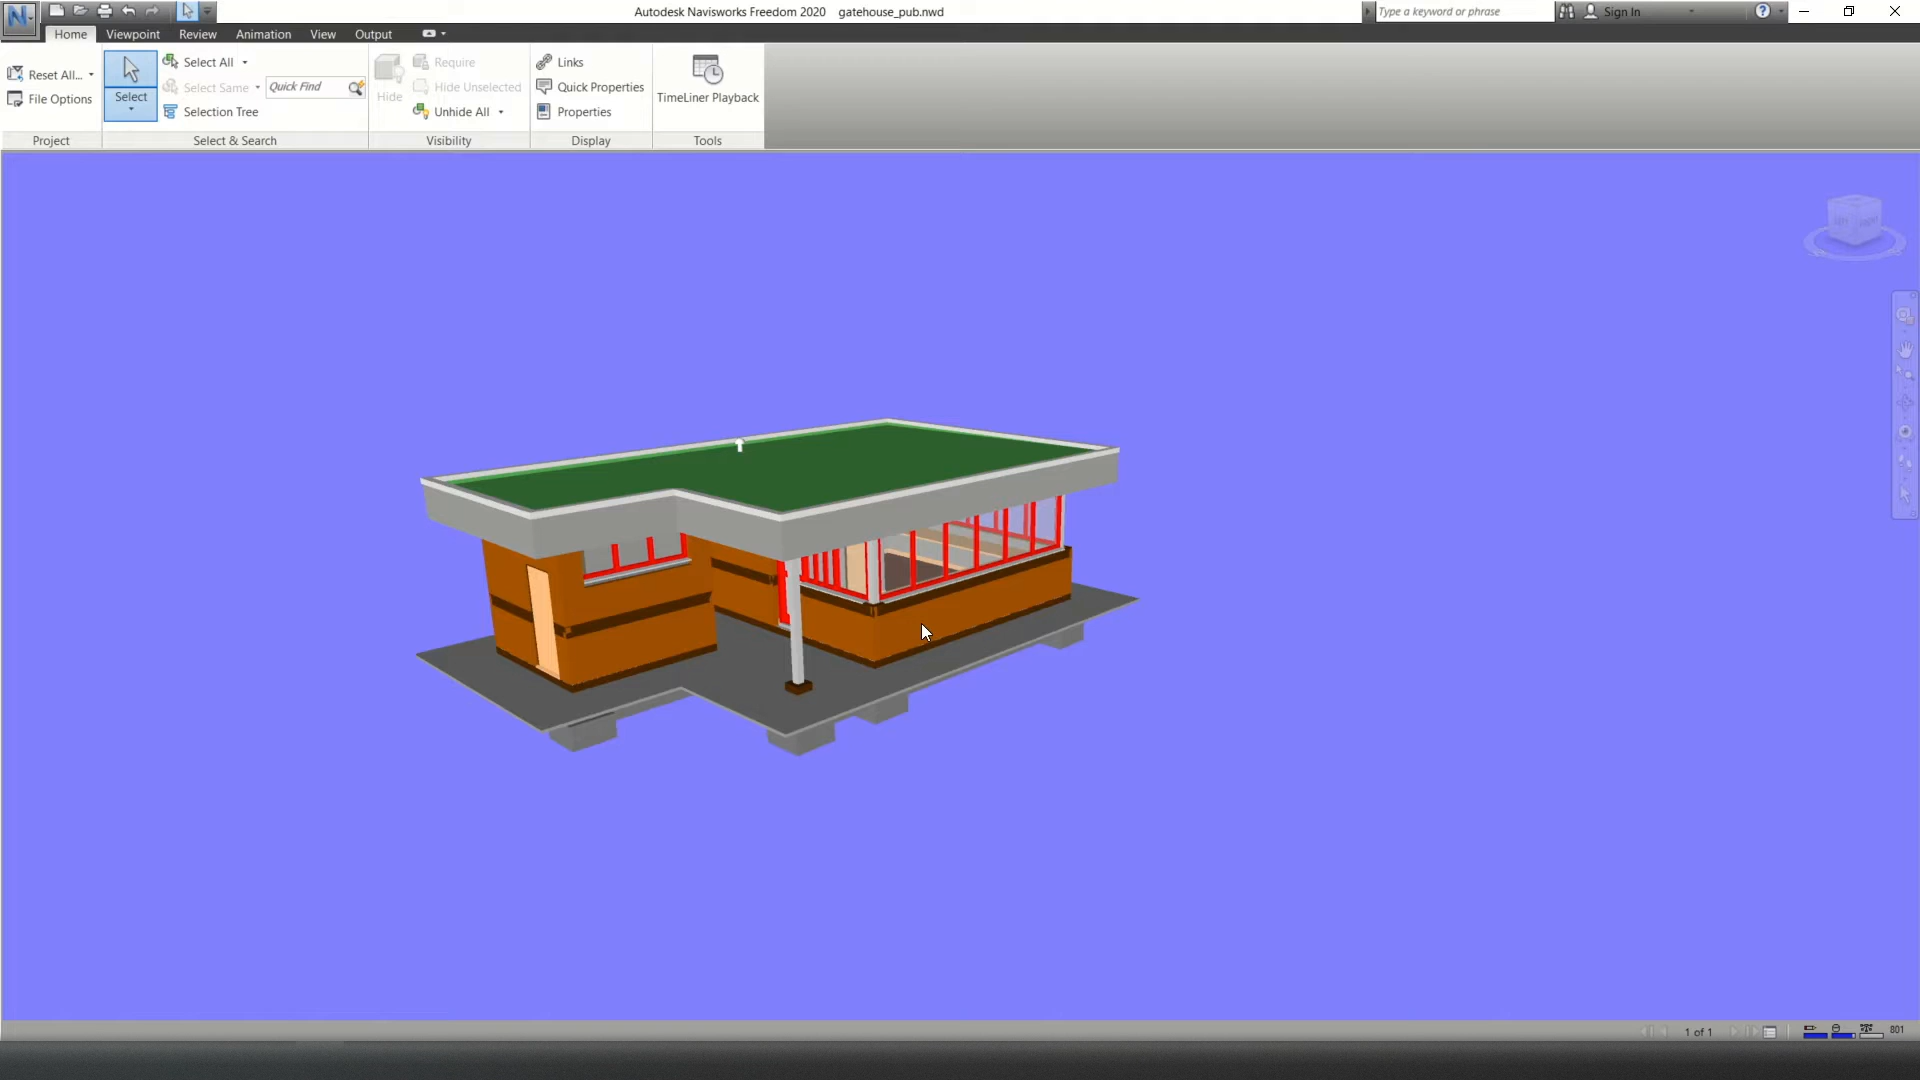 Autodesk Navisworks Freedom 2020 gatehouse_pub.nwd
Type a keyword or phrase
Sign In
Home Viewpoint Review Animation View Output
Reset All...
File Options
Project
Select
Select All
Select Same
Quick Find
Selection Tree
Select & Search
Hide
Require
Hide Unselected
Unhide All
Visibility
Links
Quick Properties
Properties
Display
TimeLiner Playback
Tools
1 of 1
801